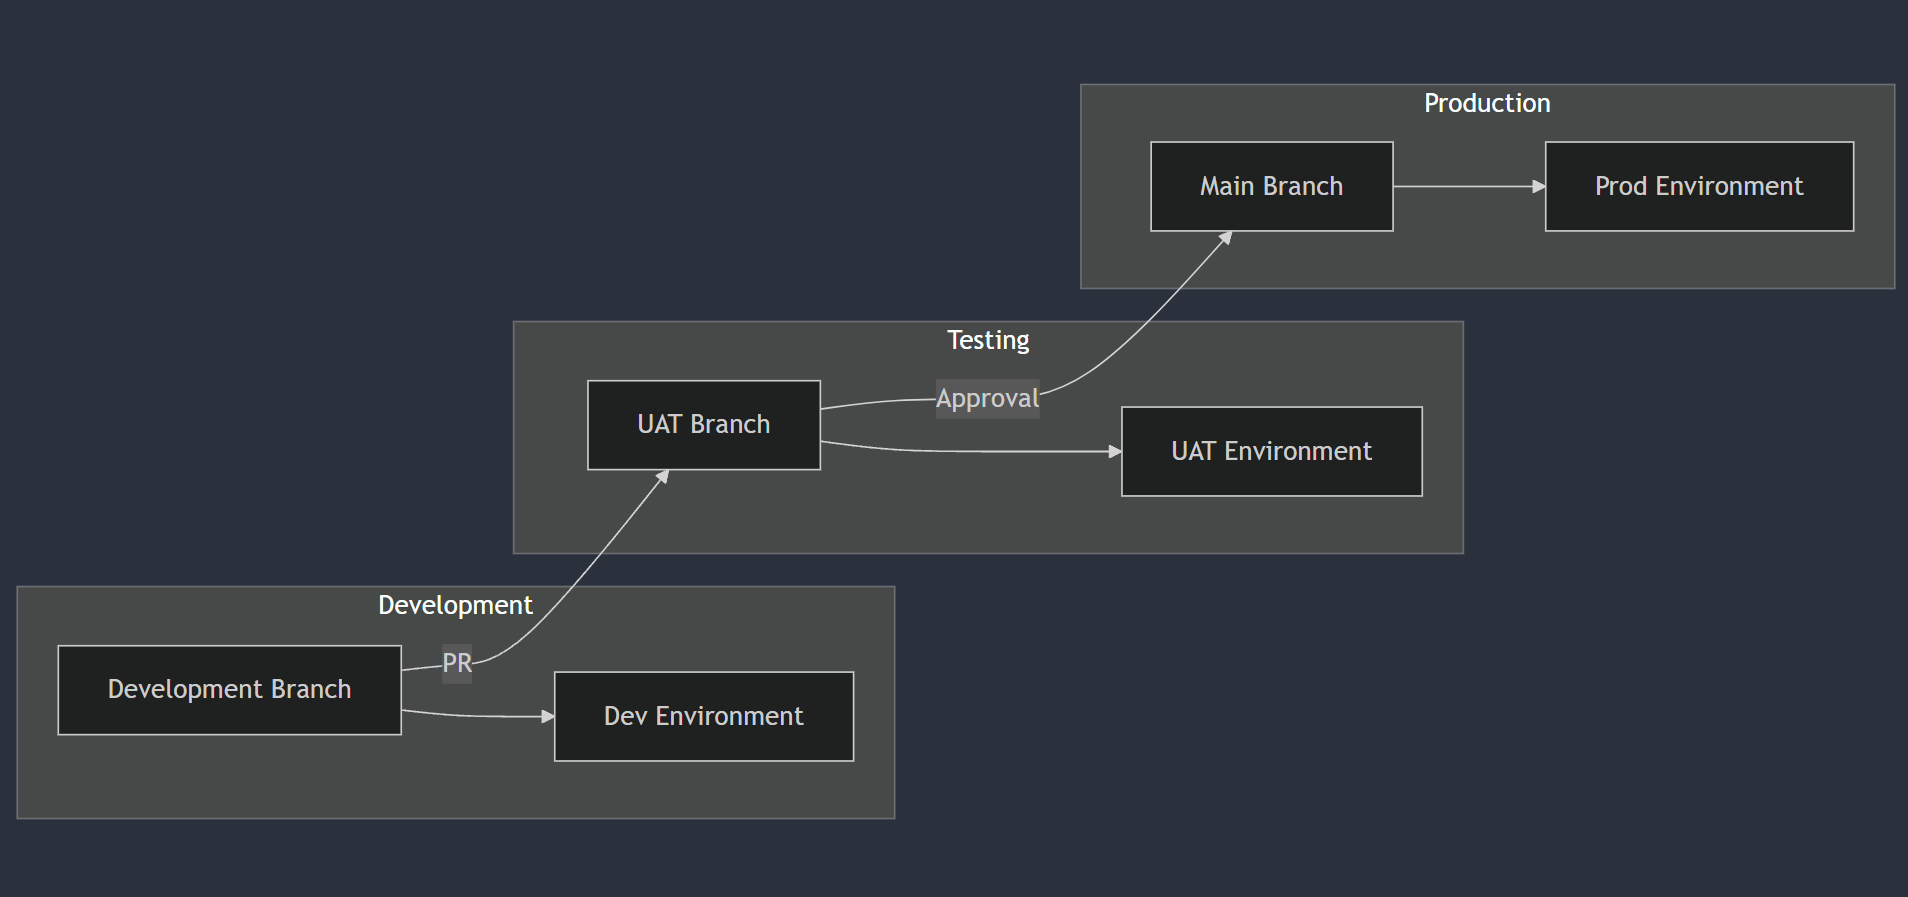 Production
Main Branch
Prod Environment
Testing
UAT Branch
Approval
UAT Environment
Development
Development Branch
PR
Dev Environment